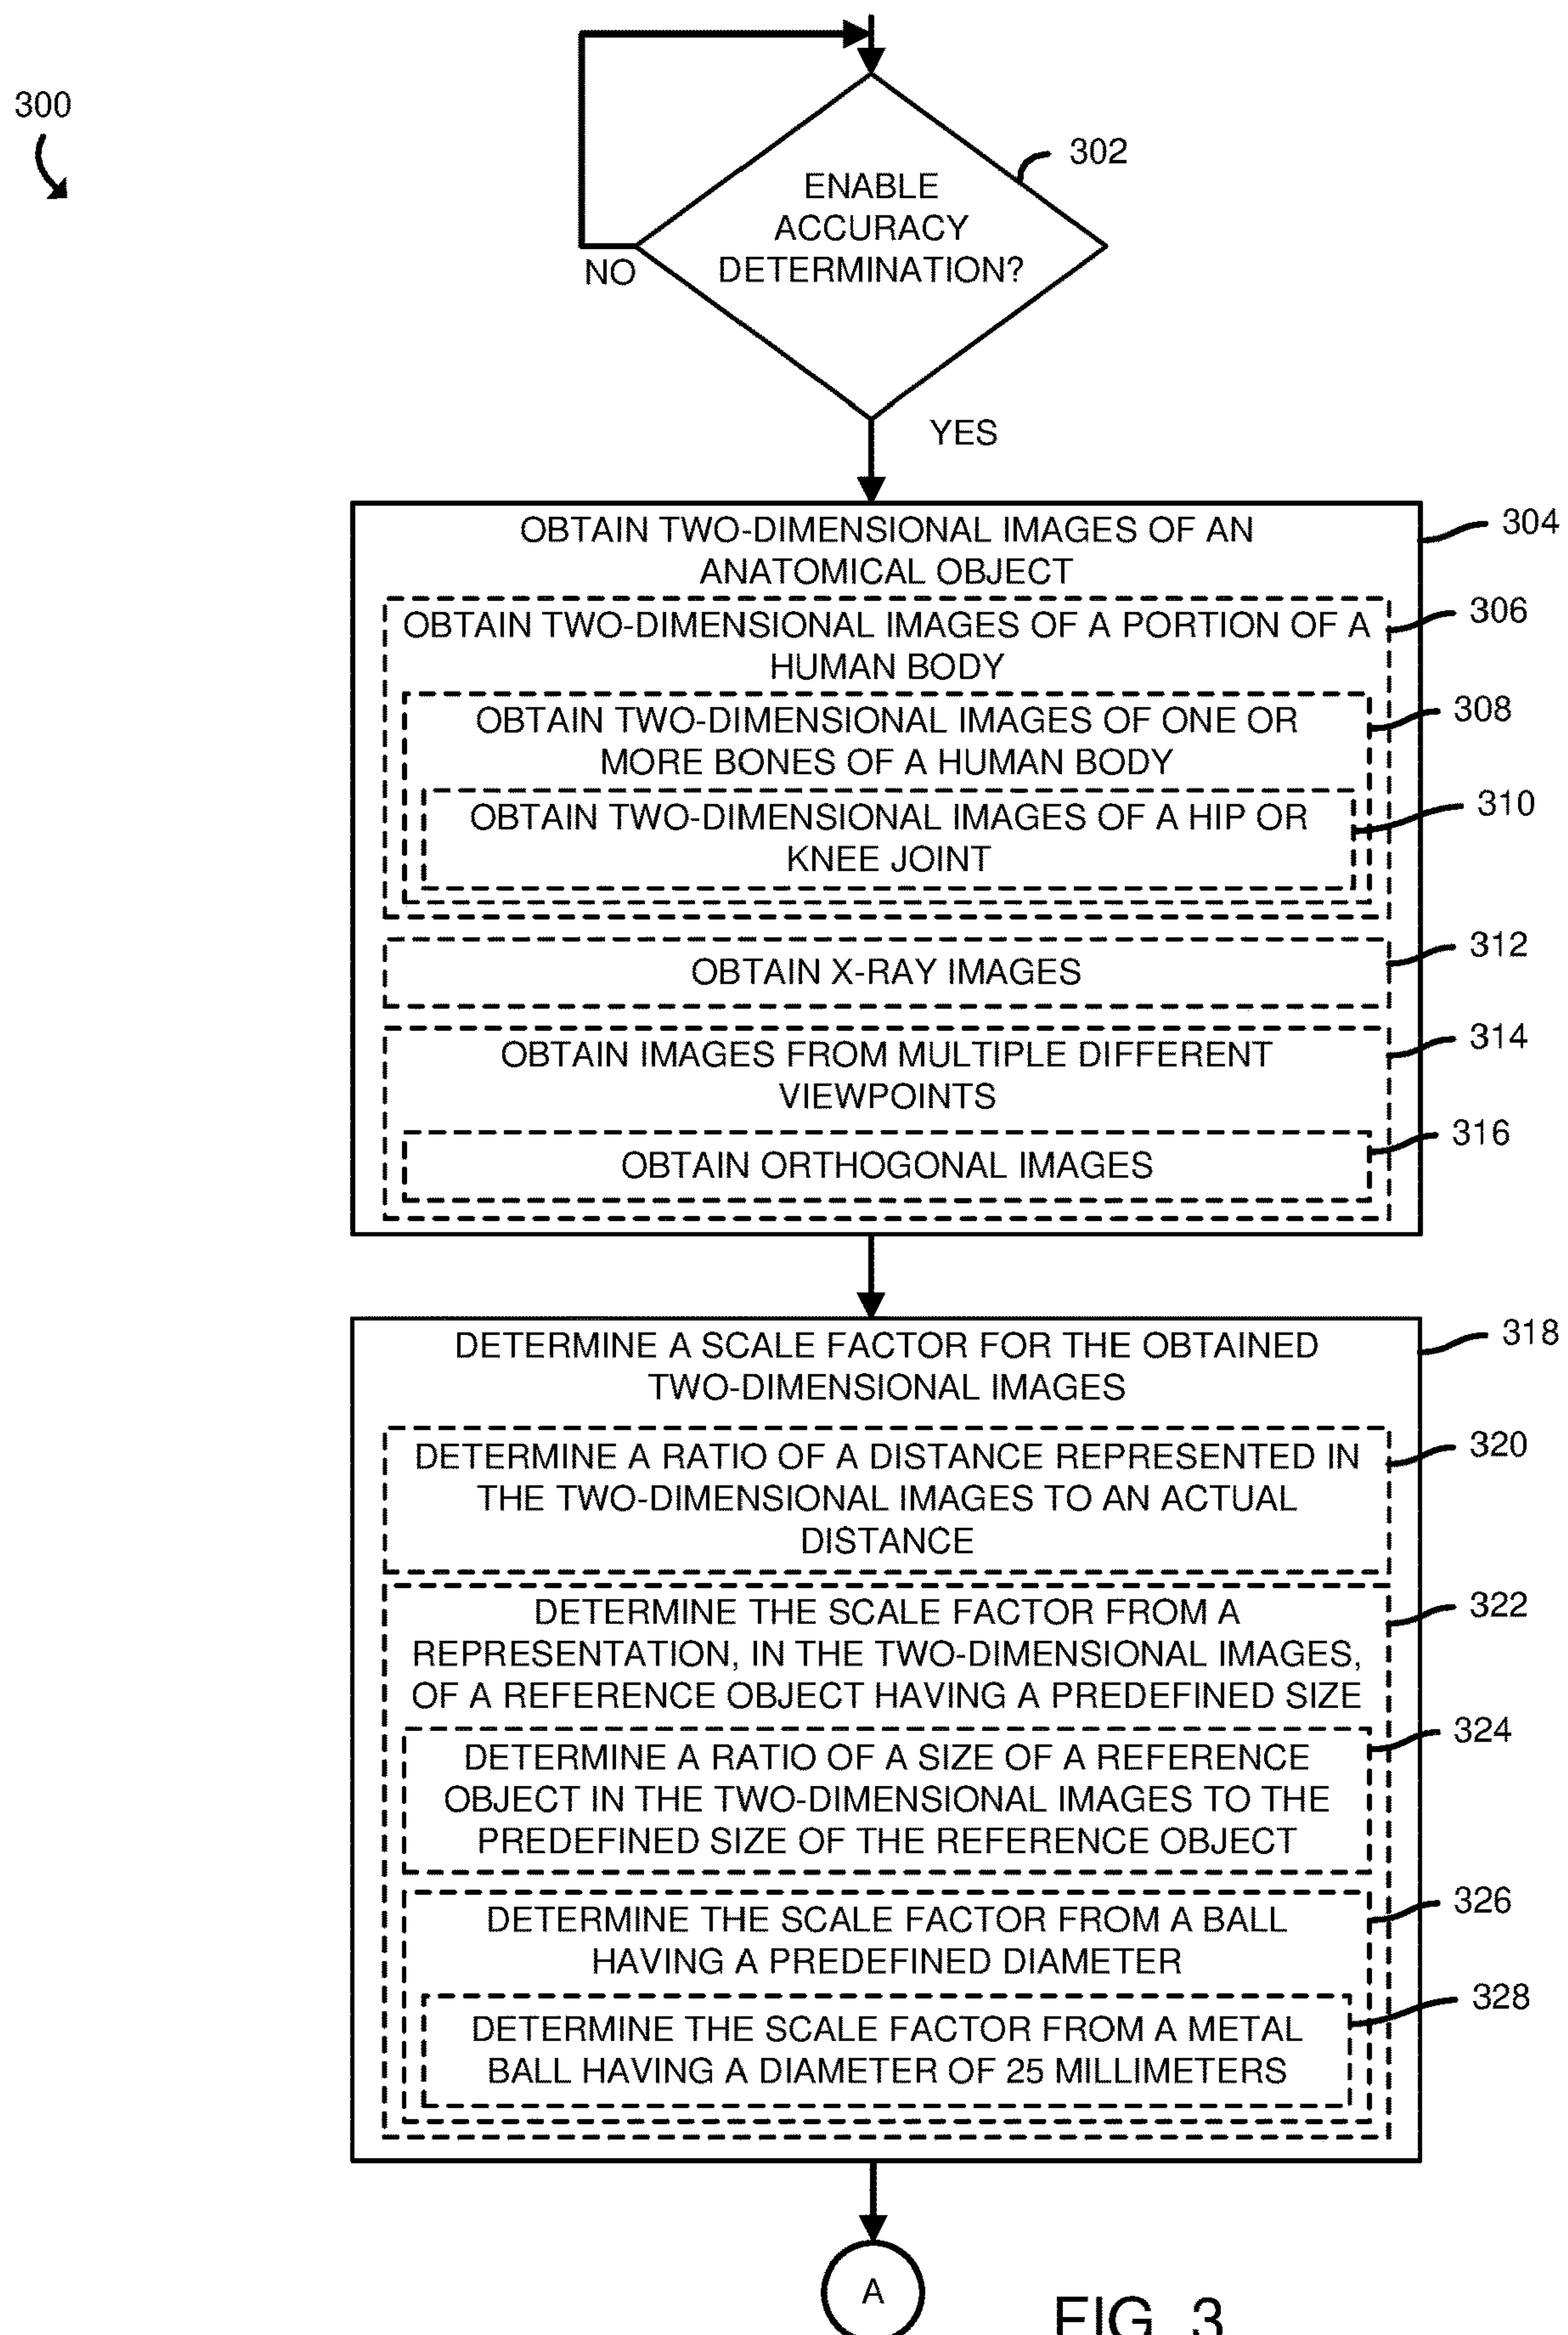 300
302
ENABLE
ACCURACY
DETERMINATION?
NO
YES
OBTAIN TWO-DIMENSIONAL IMAGES OF AN
ANATOMICAL OBJECT
304
OBTAIN TWO-DIMENSIONAL IMAGES OF A PORTION OF A
HUMAN BODY
306
OBTAIN TWO-DIMENSIONAL IMAGES OF ONE OR
MORE BONES OF A HUMAN BODY
308
OBTAIN TWO-DIMENSIONAL IMAGES OF A HIP OR
KNEE JOINT
310
OBTAIN X-RAY IMAGES
312
OBTAIN IMAGES FROM MULTIPLE DIFFERENT
VIEWPOINTS
314
OBTAIN ORTHOGONAL IMAGES
316
DETERMINE A SCALE FACTOR FOR THE OBTAINED
TWO-DIMENSIONAL IMAGES
318
DETERMINE A RATIO OF A DISTANCE REPRESENTED IN
THE TWO-DIMENSIONAL IMAGES TO AN ACTUAL
DISTANCE
320
DETERMINE THE SCALE FACTOR FROM A
REPRESENTATION, IN THE TWO-DIMENSIONAL IMAGES,
OF A REFERENCE OBJECT HAVING A PREDEFINED SIZE
322
DETERMINE A RATIO OF A SIZE OF A REFERENCE
OBJECT IN THE TWO-DIMENSIONAL IMAGES TO THE
PREDEFINED SIZE OF THE REFERENCE OBJECT
324
DETERMINE THE SCALE FACTOR FROM A BALL
HAVING A PREDEFINED DIAMETER
326
DETERMINE THE SCALE FACTOR FROM A METAL
BALL HAVING A DIAMETER OF 25 MILLIMETERS
328
A
FIG. 3